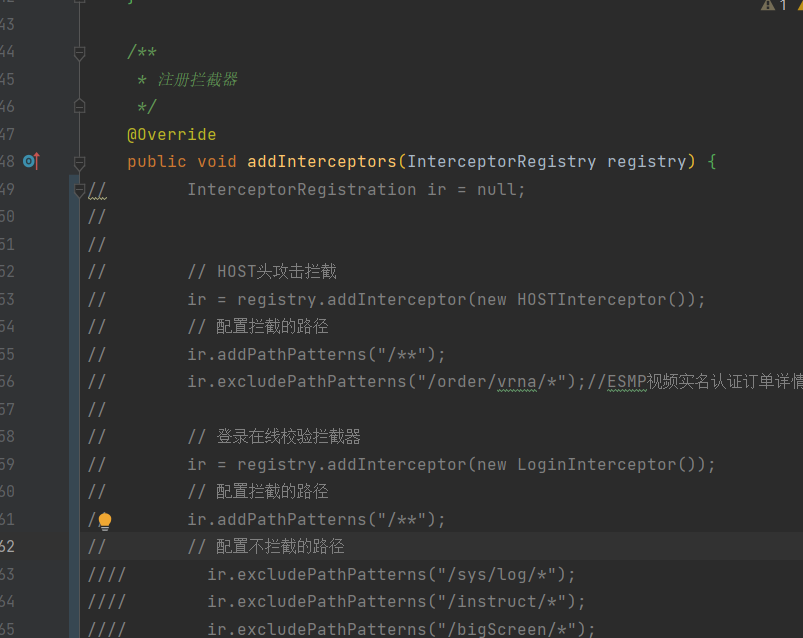 1
43
44 /**
45 * 注册拦截器
46 */
47 @Override
48 public void addInterceptors(InterceptorRegistry registry) {
49 // InterceptorRegistration ir = null;
50 //
51 //
52 // // HOST头攻击拦截
53 // ir = registry.addInterceptor(new HOSTInterceptor());
54 // // 配置拦截的路径
55 // ir.addPathPatterns("/**");
56 // ir.excludePathPatterns("/order/vrna/*");//ESMP视频实名认证订单详情
57 //
58 // // 登录在线校验拦截器
59 // ir = registry.addInterceptor(new LoginInterceptor());
60 // // 配置拦截的路径
61 / ir.addPathPatterns("/**");
62 // // 配置不拦截的路径
63 //// ir.excludePathPatterns("/sys/log/*");
64 //// ir.excludePathPatterns("/instruct/*");
65 //// ir.excludePathPatterns("/bigScreen/*");